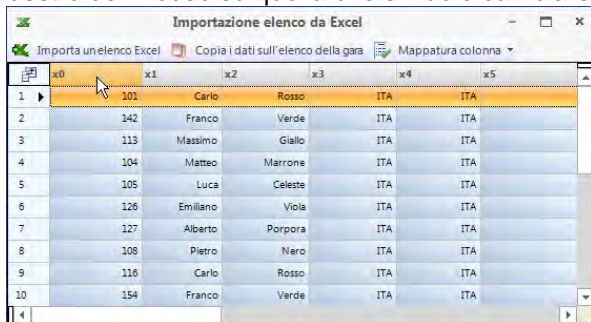 Importazione elenco da Excel
Importa un elenco Excel Copia i dati sull'elenco della gara Mappatura colonna
x0 x1 x2 x3 x4 x5
1 101 Carlo Rosso ITA ITA
2 142 Franco Verde ITA ITA
3 113 Massimo Giallo ITA ITA
4 104 Matteo Marrone ITA ITA
5 105 Luca Celeste ITA ITA
6 126 Emiliano Viola ITA ITA
7 127 Alberto Porpora ITA ITA
8 108 Pietro Nero ITA ITA
9 116 Carlo Rosso ITA ITA
10 154 Franco Verde ITA ITA